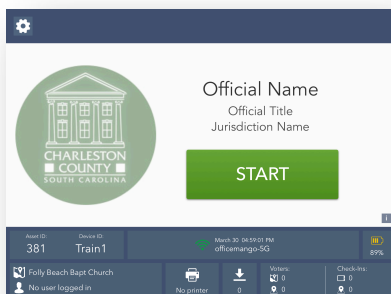 Official Name
Official Title
Jurisdiction Name
CHARLESTON
COUNTY
SOUTH CAROLINA
START
i
Asset ID:
381
Device ID:
Train1
March 30 04:59:01 PM
officemango-5G
89%
Folly Beach Bapt Church
No user logged in
No printer
0
Voters:
0
0
Check-Ins:
0
0